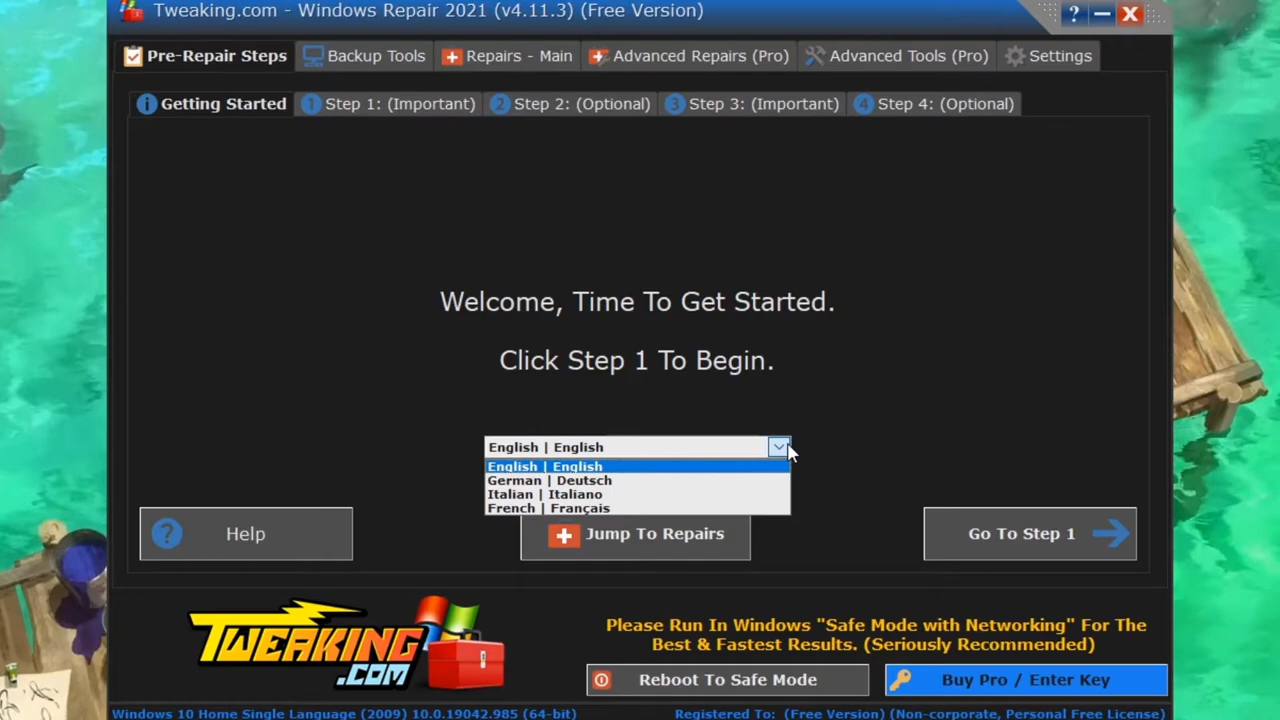 Tweaking.com - Windows Repair 2021 (v4.11.3) (Free Version)
?
Pre-Repair Steps Backup Tools Repairs - Main Advanced Repairs (Pro) Advanced Tools (Pro) Settings
i Getting Started 1 Step 1: (Important) 2 Step 2: (Optional) 3 Step 3: (Important) 4 Step 4: (Optional)
Welcome, Time To Get Started.
Click Step 1 To Begin.
English | English
English | English
German | Deutsch
Italian | Italiano
French | Français
? Help Jump To Repairs Go To Step 1
TWEAKING
.COM
Please Run In Windows "Safe Mode with Networking" For The
Best & Fastest Results. (Seriously Recommended)
Reboot To Safe Mode Buy Pro / Enter Key
Windows 10 Home Single Language (2009) 10.0.19042.985 (64-bit) Registered To: (Free Version) (Non-corporate, Personal Free License)